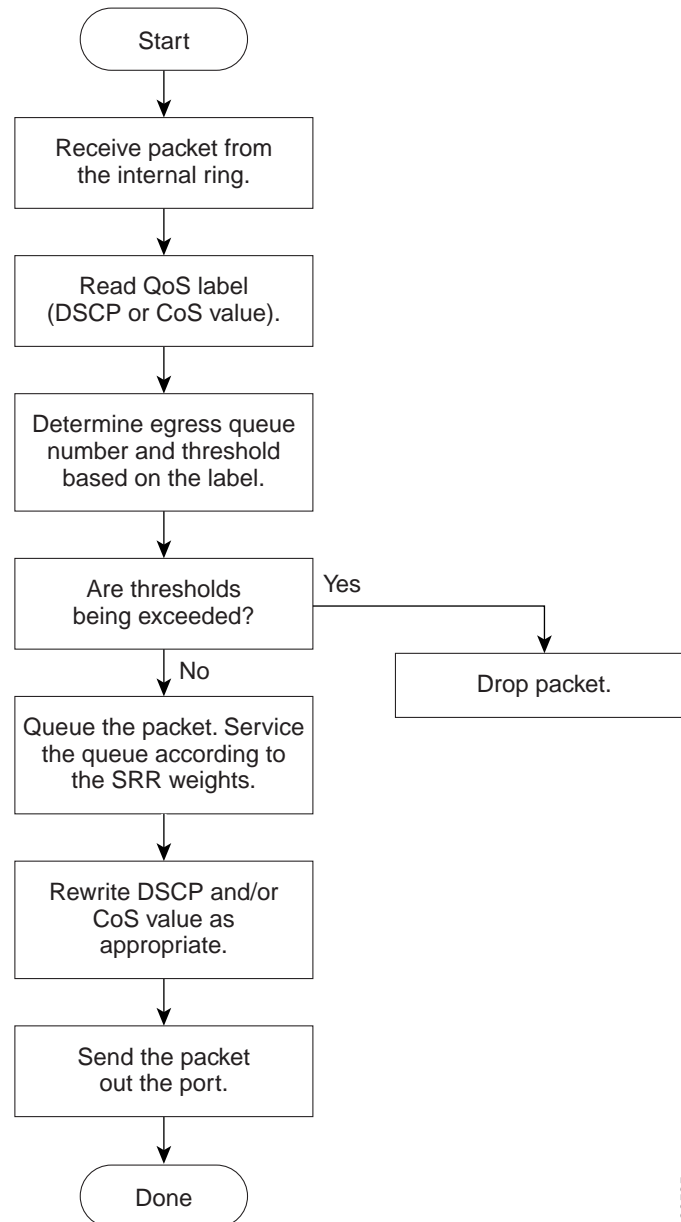 Start
Receive packet from
the internal ring.
Read QoS label
(DSCP or CoS value).
Determine egress queue
number and threshold
based on the label.
Are thresholds
being exceeded?
Yes
Drop packet.
No
Queue the packet. Service
the queue according to
the SRR weights.
Rewrite DSCP and/or
CoS value as
appropriate.
Send the packet
out the port.
Done